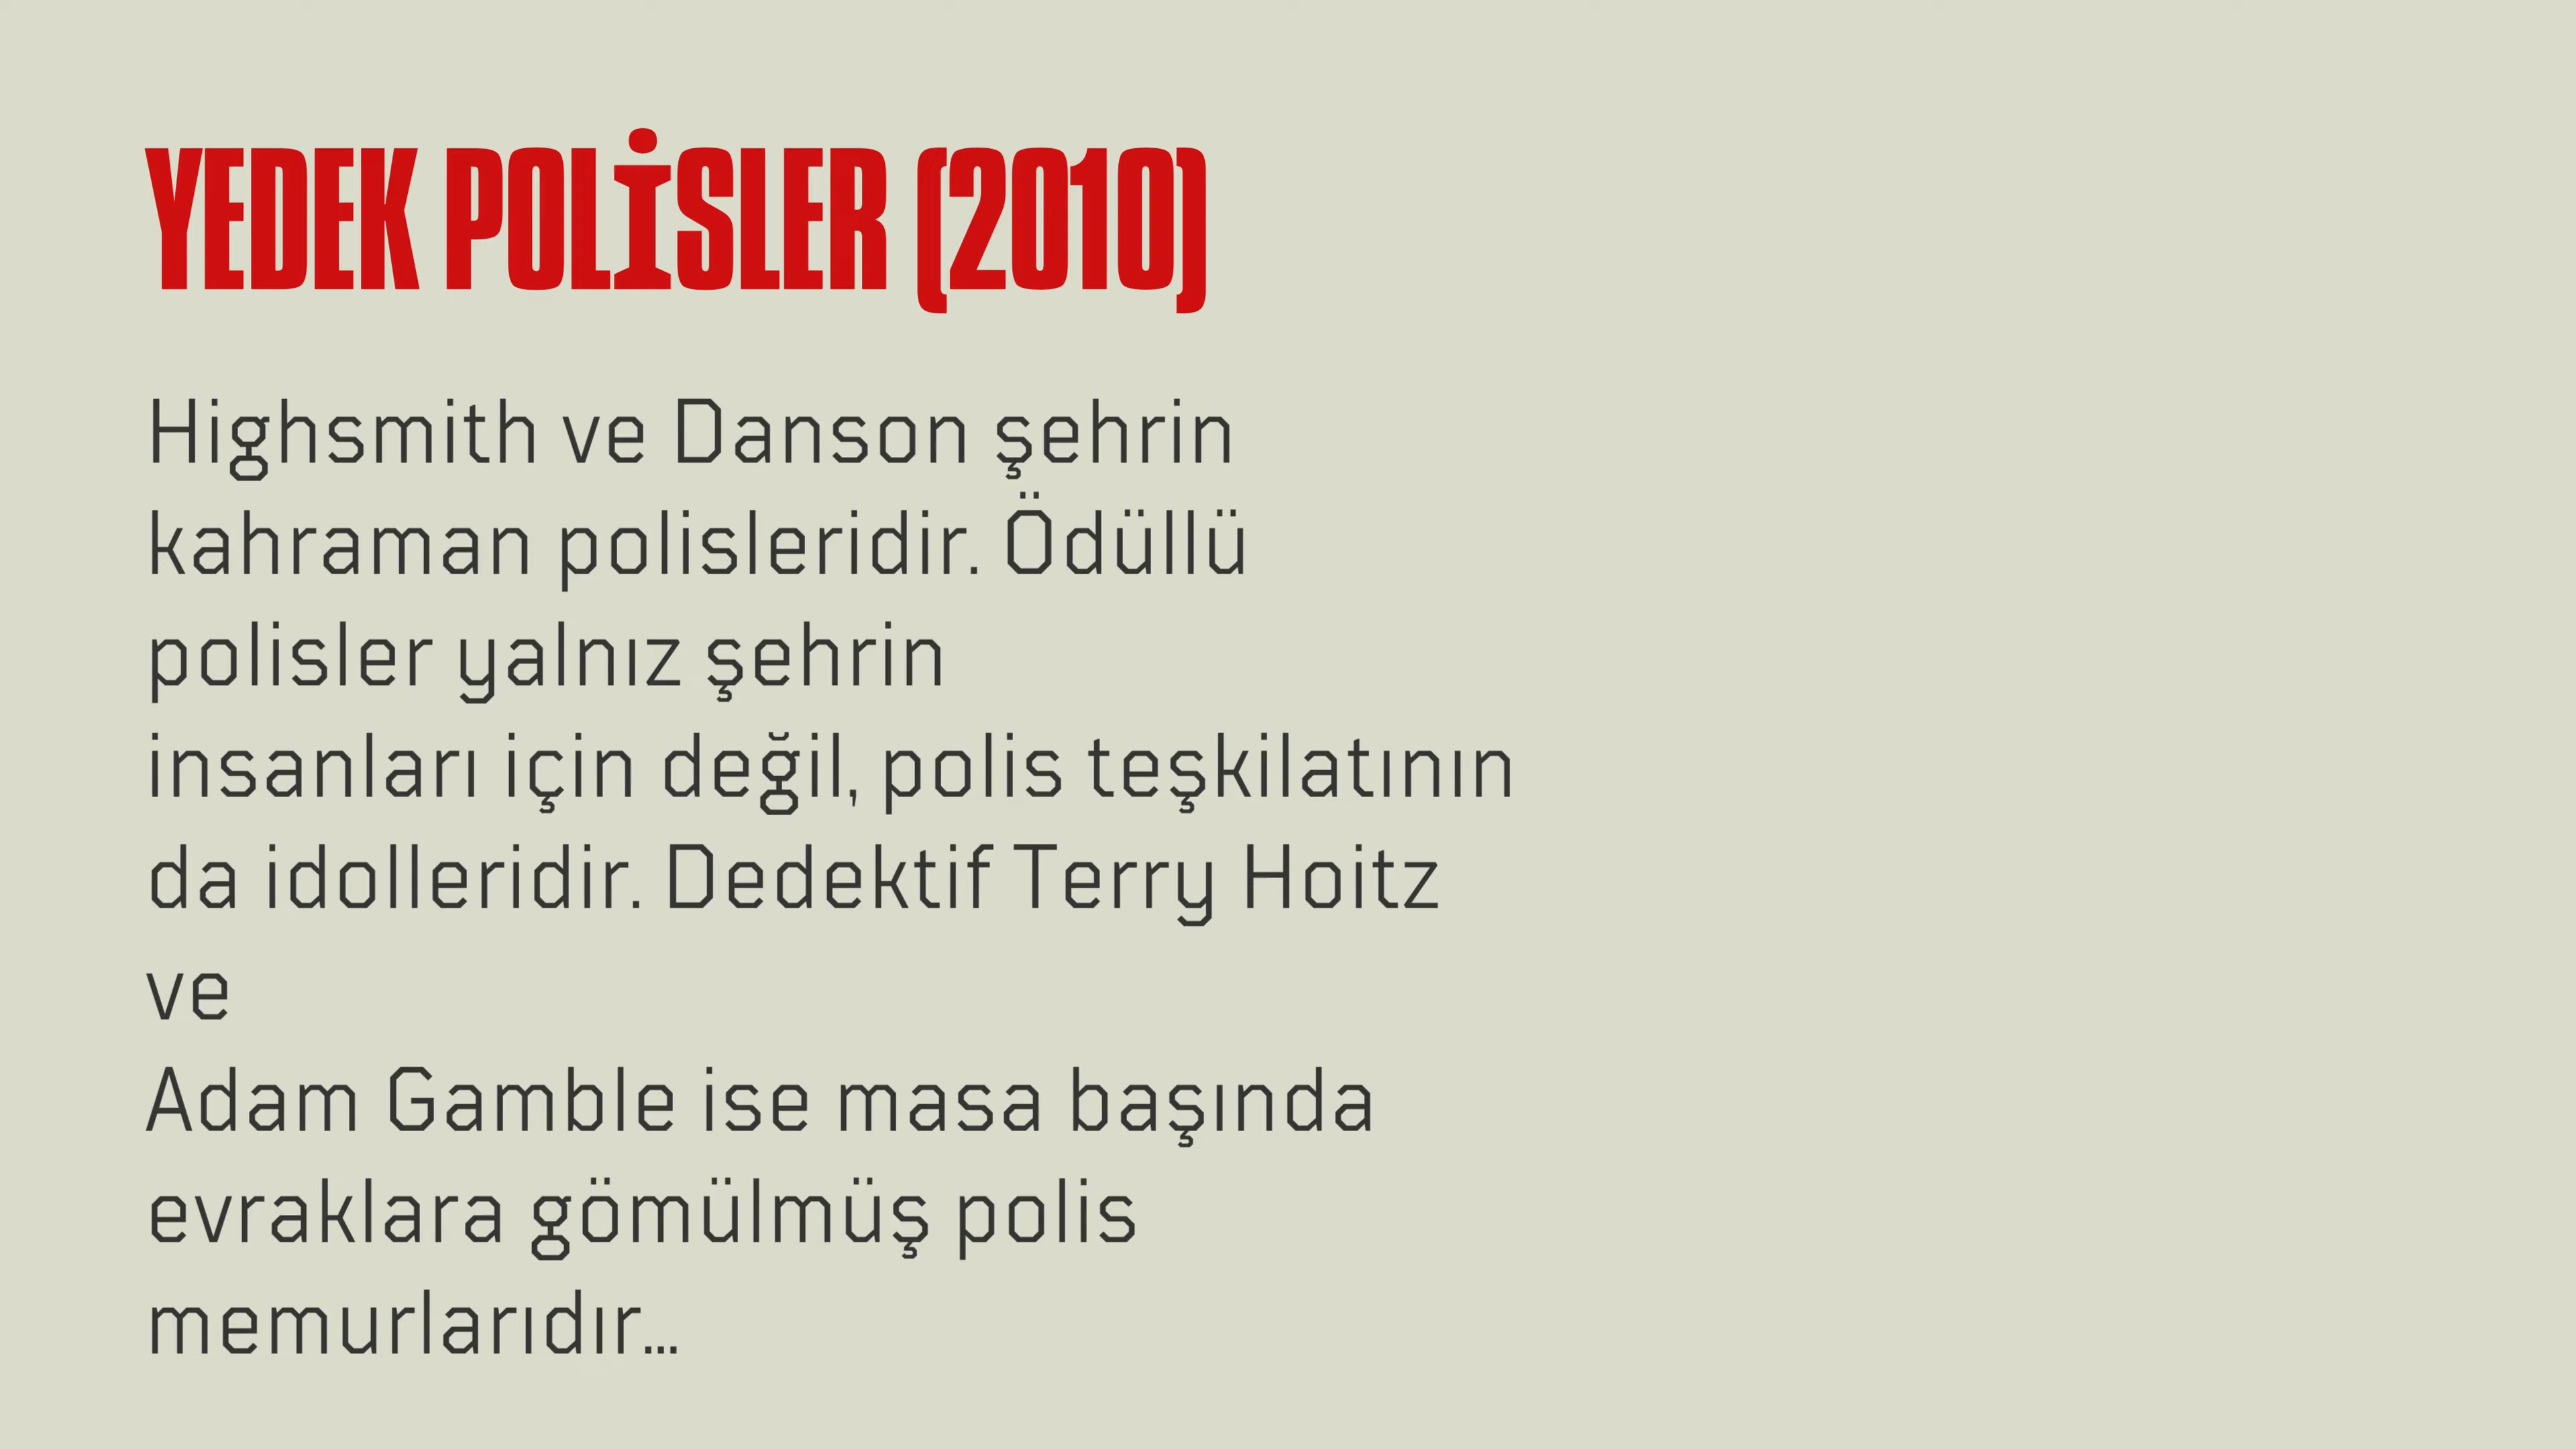 YEDEK POLİSLER (2010)
Highsmith ve Danson şehrin
kahraman polisleridir. Ödüllü
polisler yalnız şehrin
insanları için değil, polis teşkilatının
da idolleridir. Dedektif Terry Hoitz
ve
Adam Gamble ise masa başında
evraklara gömülmüş polis
memurlarıdır...